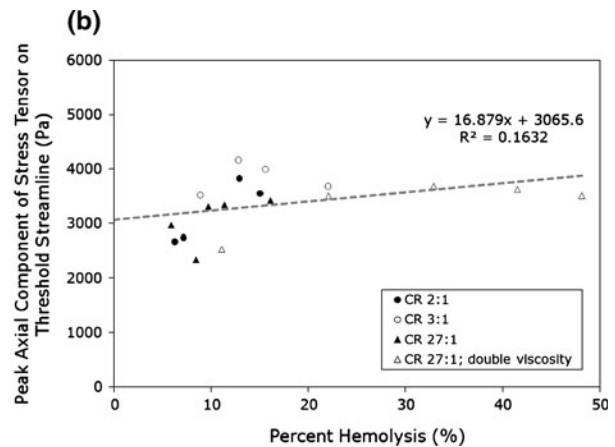 (b)
6000
5000
4000
3000
2000
1000
0
Peak Axial Component of Stress Tensor on
Threshold Streamline (Pa)
y = 16.879x + 3065.6
R² = 0.1632
CR 2:1
CR 3:1
CR 27:1
CR 27:1; double viscosity
0 10 20 30 40 50
Percent Hemolysis (%)